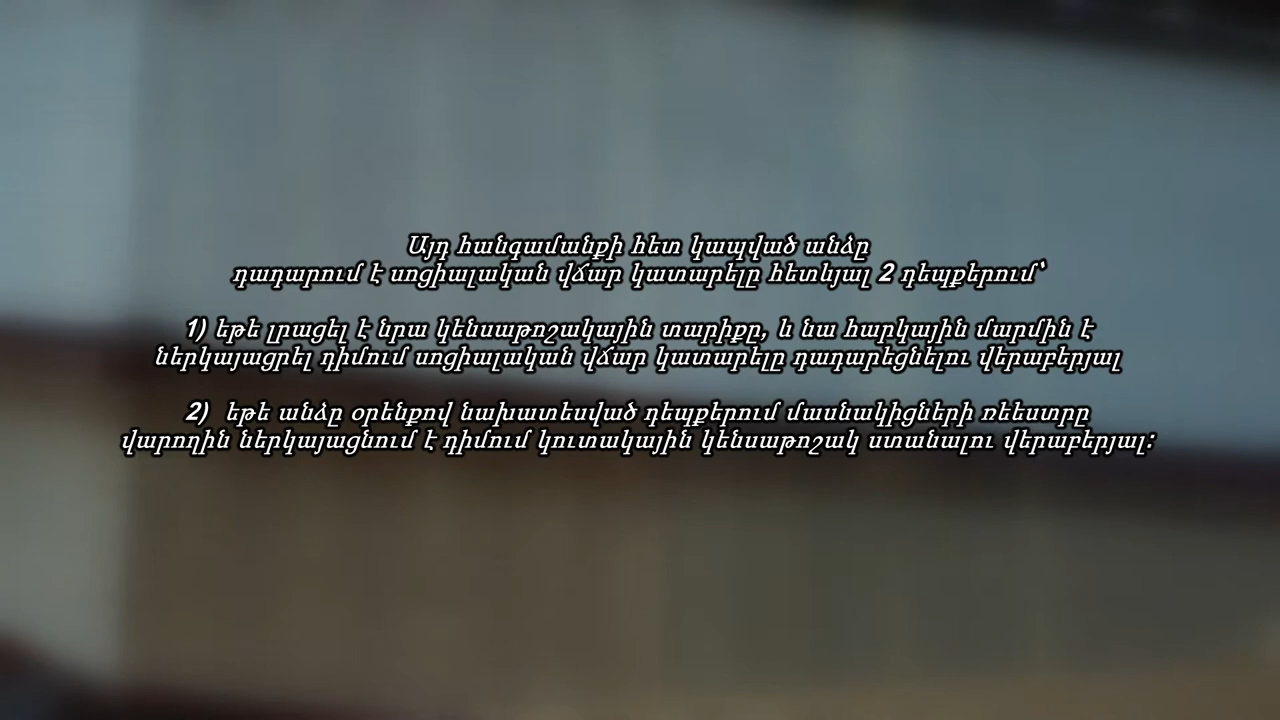 Այդ հանգամանքի հետ կապված անձը
դադարում է սոցիալական վճար կատարելը հետևյալ 2 դեպքերում՝
1) եթե լրացել է նրա կենսաթոշակային տարիքը, և նա հարկային մարմին է
ներկայացրել դիմում սոցիալական վճար կատարելը դադարեցնելու վերաբերյալ
2) եթե անձը օրենքով նախատեսված դեպքերում մասնակիցների ռեեստրը
վարողին ներկայացնում է դիմում կուտակային կենսաթոշակ ստանալու վերաբերյալ: